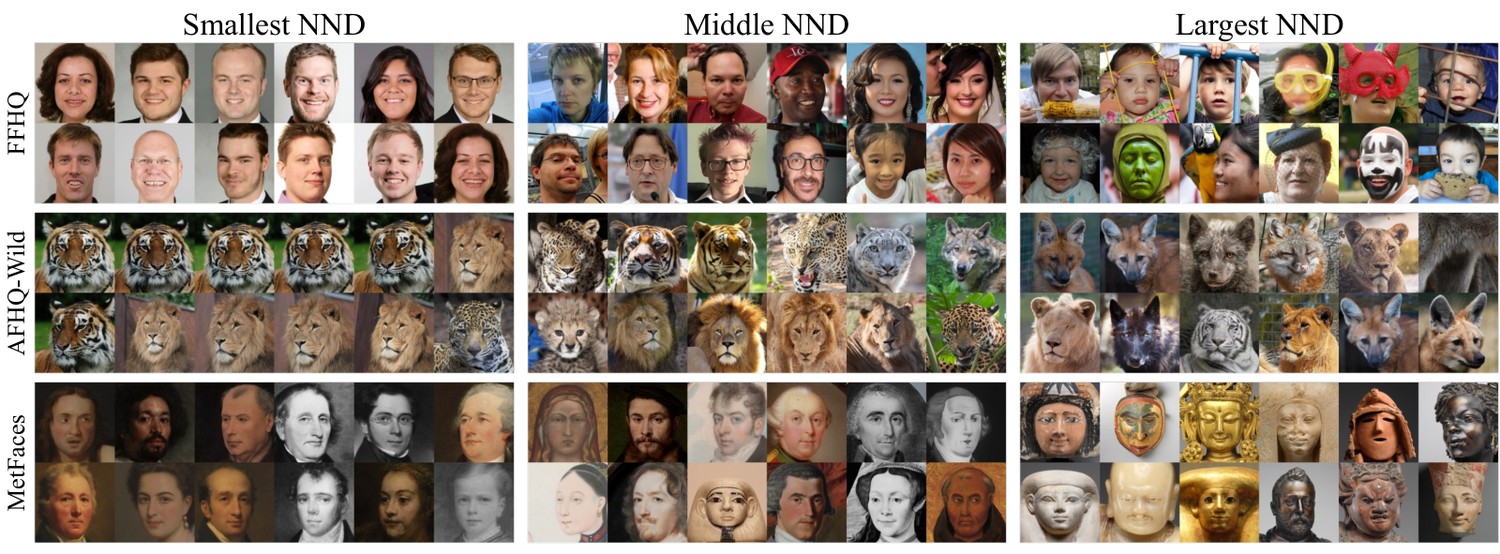 Smallest NND
Middle NND
Largest NND
FFHQ
AFHQ-Wild
MetFaces